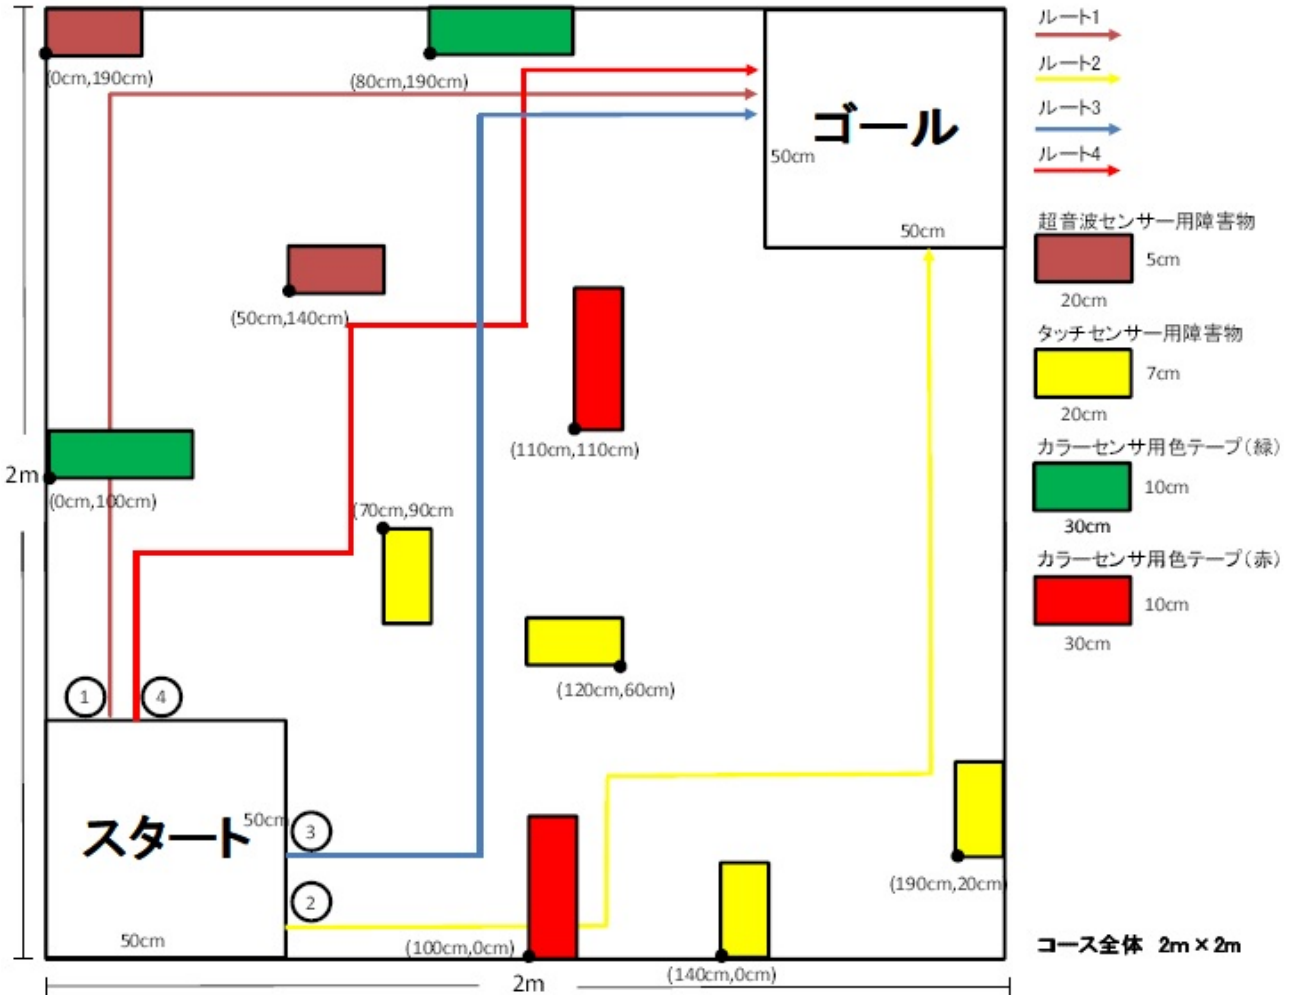 (0cm,190cm)
(80cm,190cm)
ゴール
50cm
50cm
(50cm,140cm)
(110cm,110cm)
2m
(0cm,100cm)
(70cm,90cm
(120cm,60cm)
①
④
スタート
50cm
③
②
50cm
(190cm,20cm)
(100cm,0cm)
(140cm,0cm)
2m
ルート1
ルート2
ルート3
ルート4
超音波センサー用障害物
5cm
20cm
タッチセンサー用障害物
7cm
20cm
カラーセンサ用色テープ(緑)
10cm
30cm
カラーセンサ用色テープ(赤)
10cm
30cm
コース全体 2m×2m